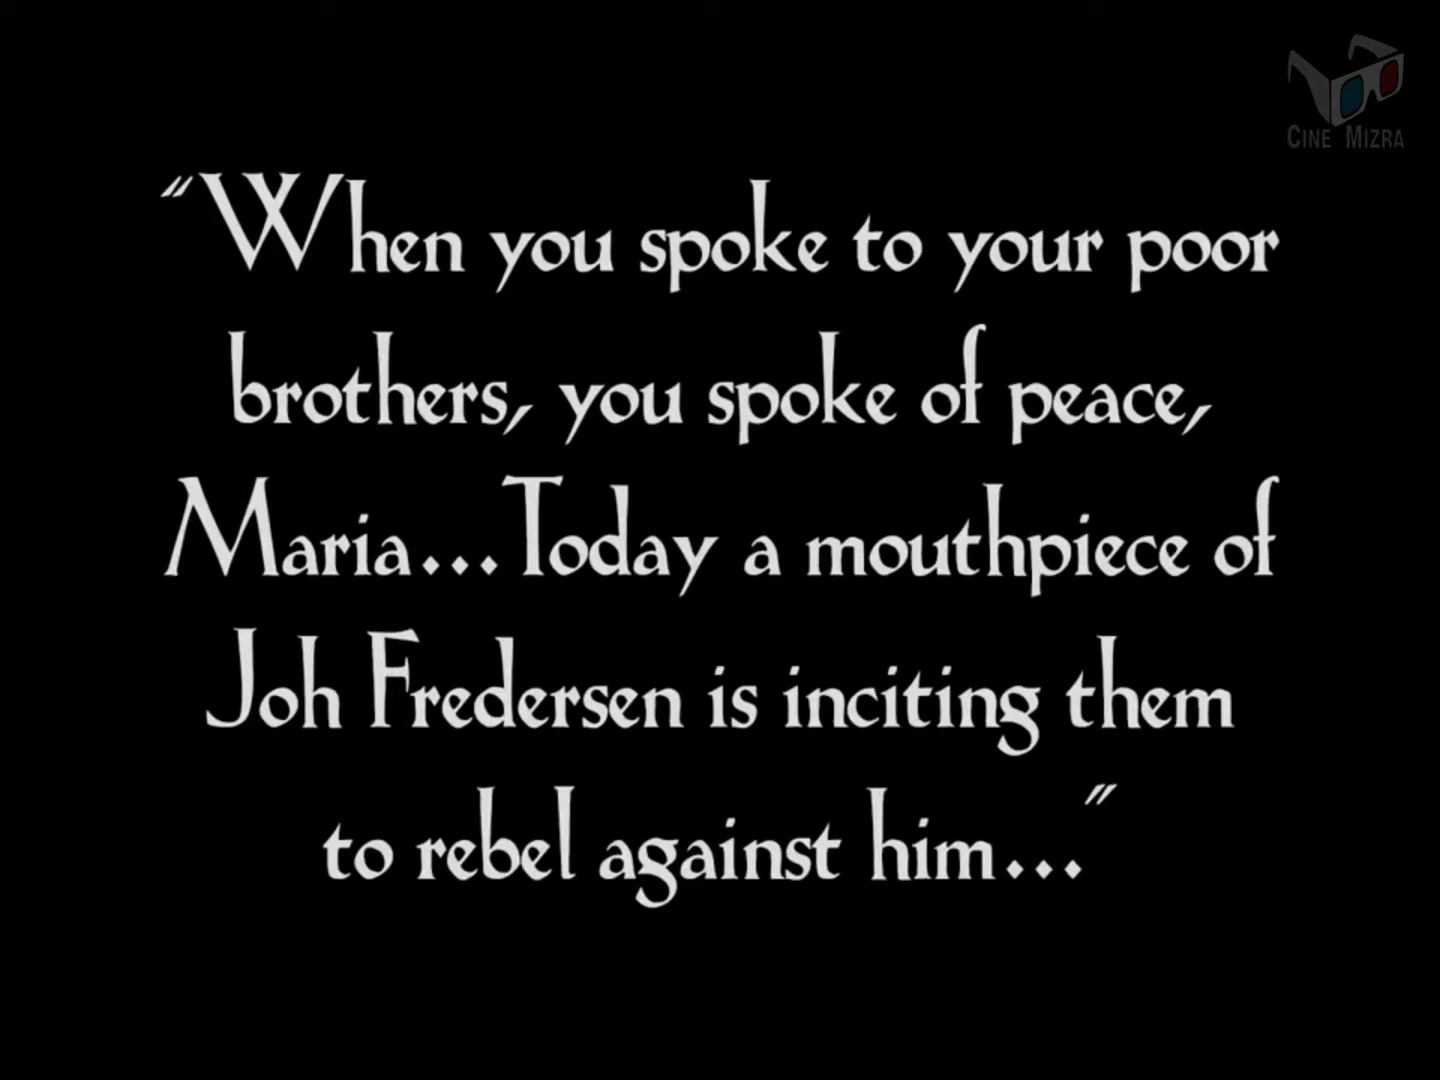 CINE MIZRA
"When you spoke to your poor
brothers, you spoke of peace,
Maria...Today a mouthpiece of
Joh Fredersen is inciting them
to rebel against him..."